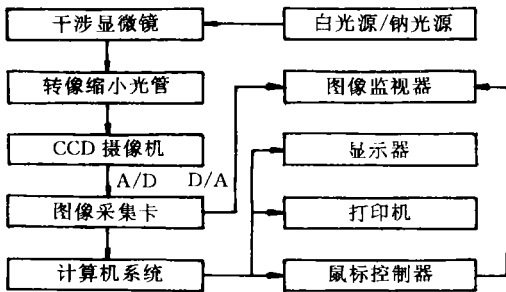 干涉显微镜
白光源/钠光源
转像缩小光管
图像监视器
CCD 摄像机
显示器
A/D
D/A
图像采集卡
打印机
计算机系统
鼠标控制器